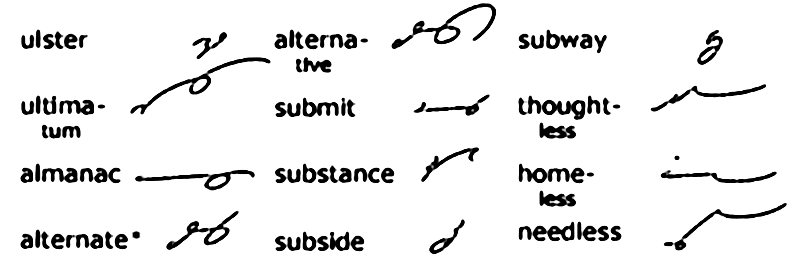 ulster alterna- subway
tive
ultima- submit thought-
tum less
almanac substance home-
less
alternate* subside needless